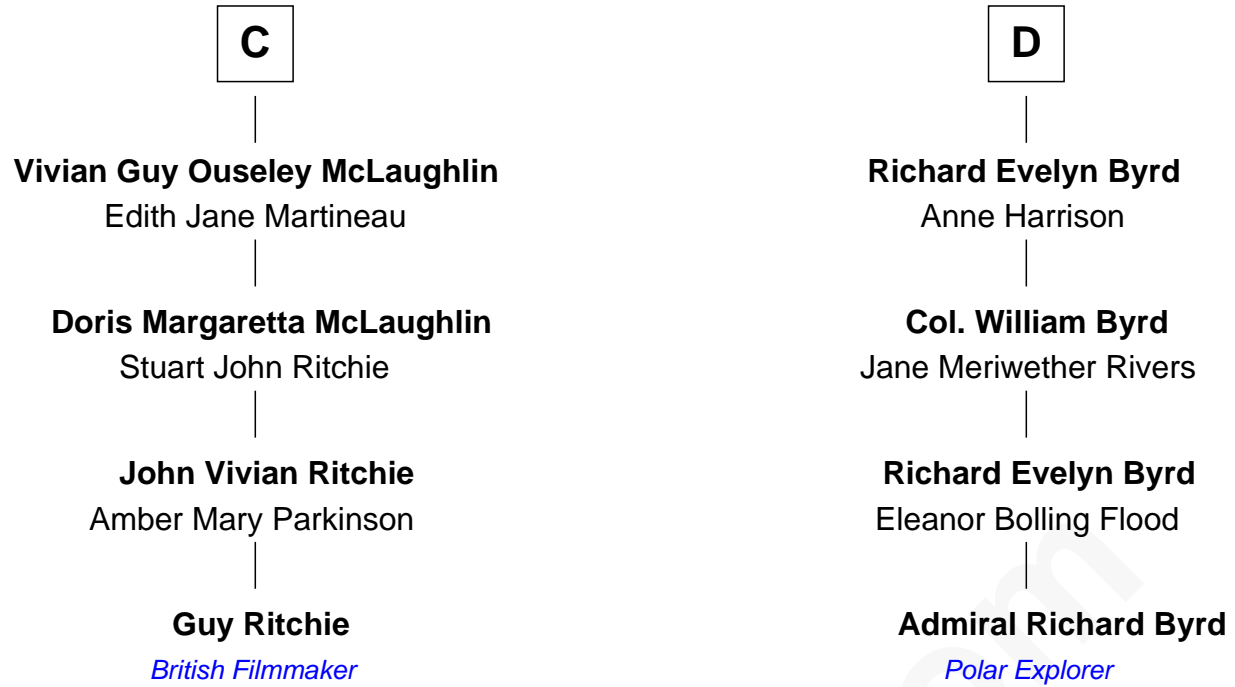 C
Vivian Guy Ouseley McLaughlin
Edith Jane Martineau
Doris Margaretta McLaughlin
Stuart John Ritchie
John Vivian Ritchie
Amber Mary Parkinson
Guy Ritchie
British Filmmaker
D
Richard Evelyn Byrd
Anne Harrison
Col. William Byrd
Jane Meriwether Rivers
Richard Evelyn Byrd
Eleanor Bolling Flood
Admiral Richard Byrd
Polar Explorer